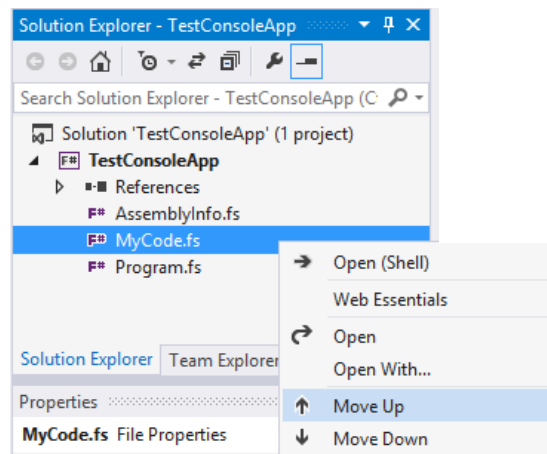 Solution Explorer - TestConsoleApp
Search Solution Explorer - TestConsoleApp (C
Solution 'TestConsoleApp' (1 project)
F# TestConsoleApp
References
F# AssemblyInfo.fs
F# MyCode.fs
F# Program.fs
Open (Shell)
Web Essentials
Open
Open With...
Move Up
Move Down
Solution Explorer Team Explorer
Properties
MyCode.fs File Properties